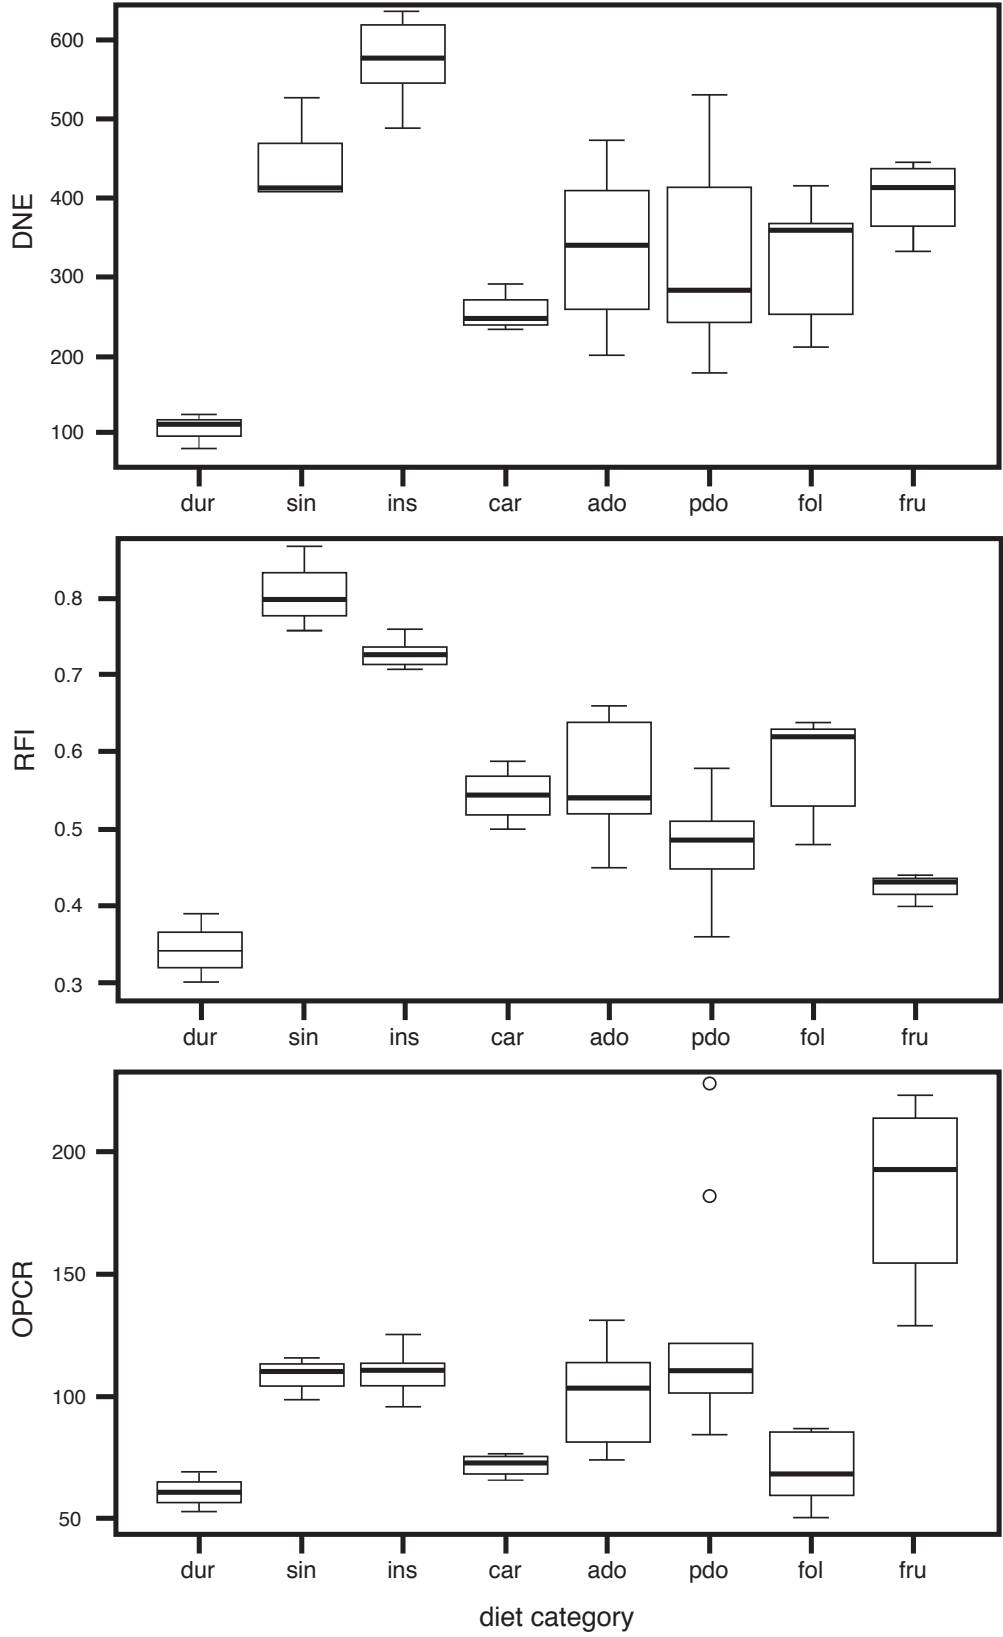 DNE
600
500
400
300
200
100
dur sin ins car ado pdo fol fru
RFI
0.8
0.7
0.6
0.5
0.4
0.3
dur sin ins car ado pdo fol fru
OPCR
200
150
100
50
dur sin ins car ado pdo fol fru
diet category